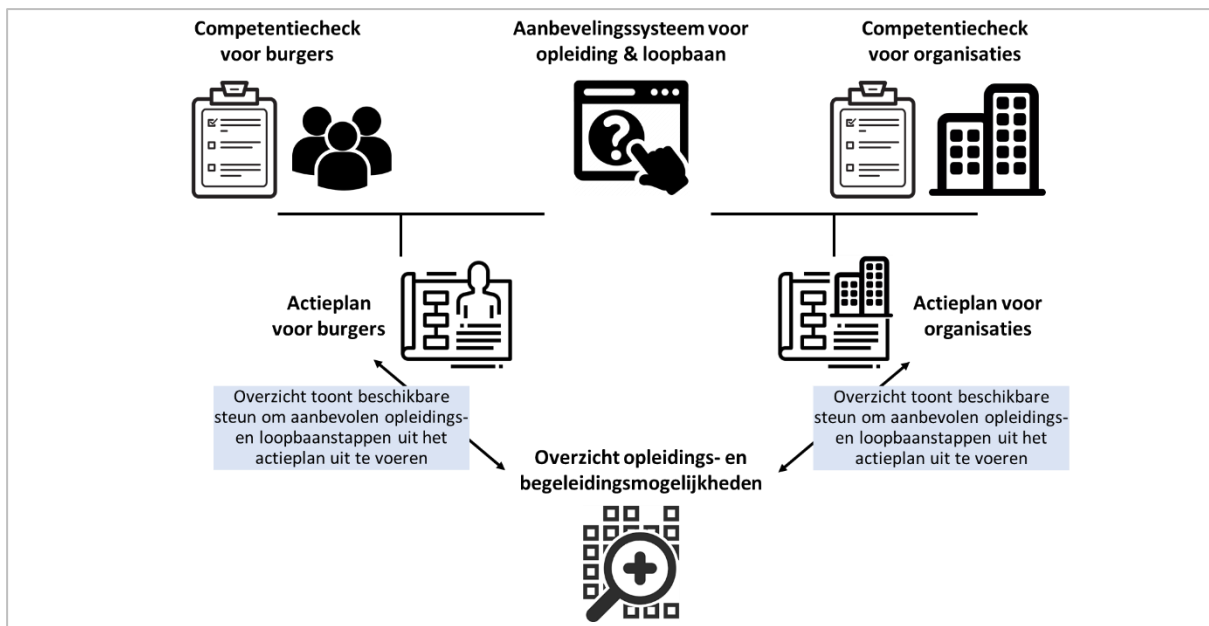 Competentiecheck
voor burgers
Aanbevelingssysteem voor
opleiding & loopbaan
Competentiecheck
voor organisaties
?
Actieplan
voor burgers
Actieplan voor
organisaties
Overzicht toont beschikbare
steun om aanbevolen opleidings-
en loopbaanstappen uit het
actieplan uit te voeren
Overzicht toont beschikbare
steun om aanbevolen opleidings-
en loopbaanstappen uit het
actieplan uit te voeren
Overzicht opleidings- en
begeleidingsmogelijkheden